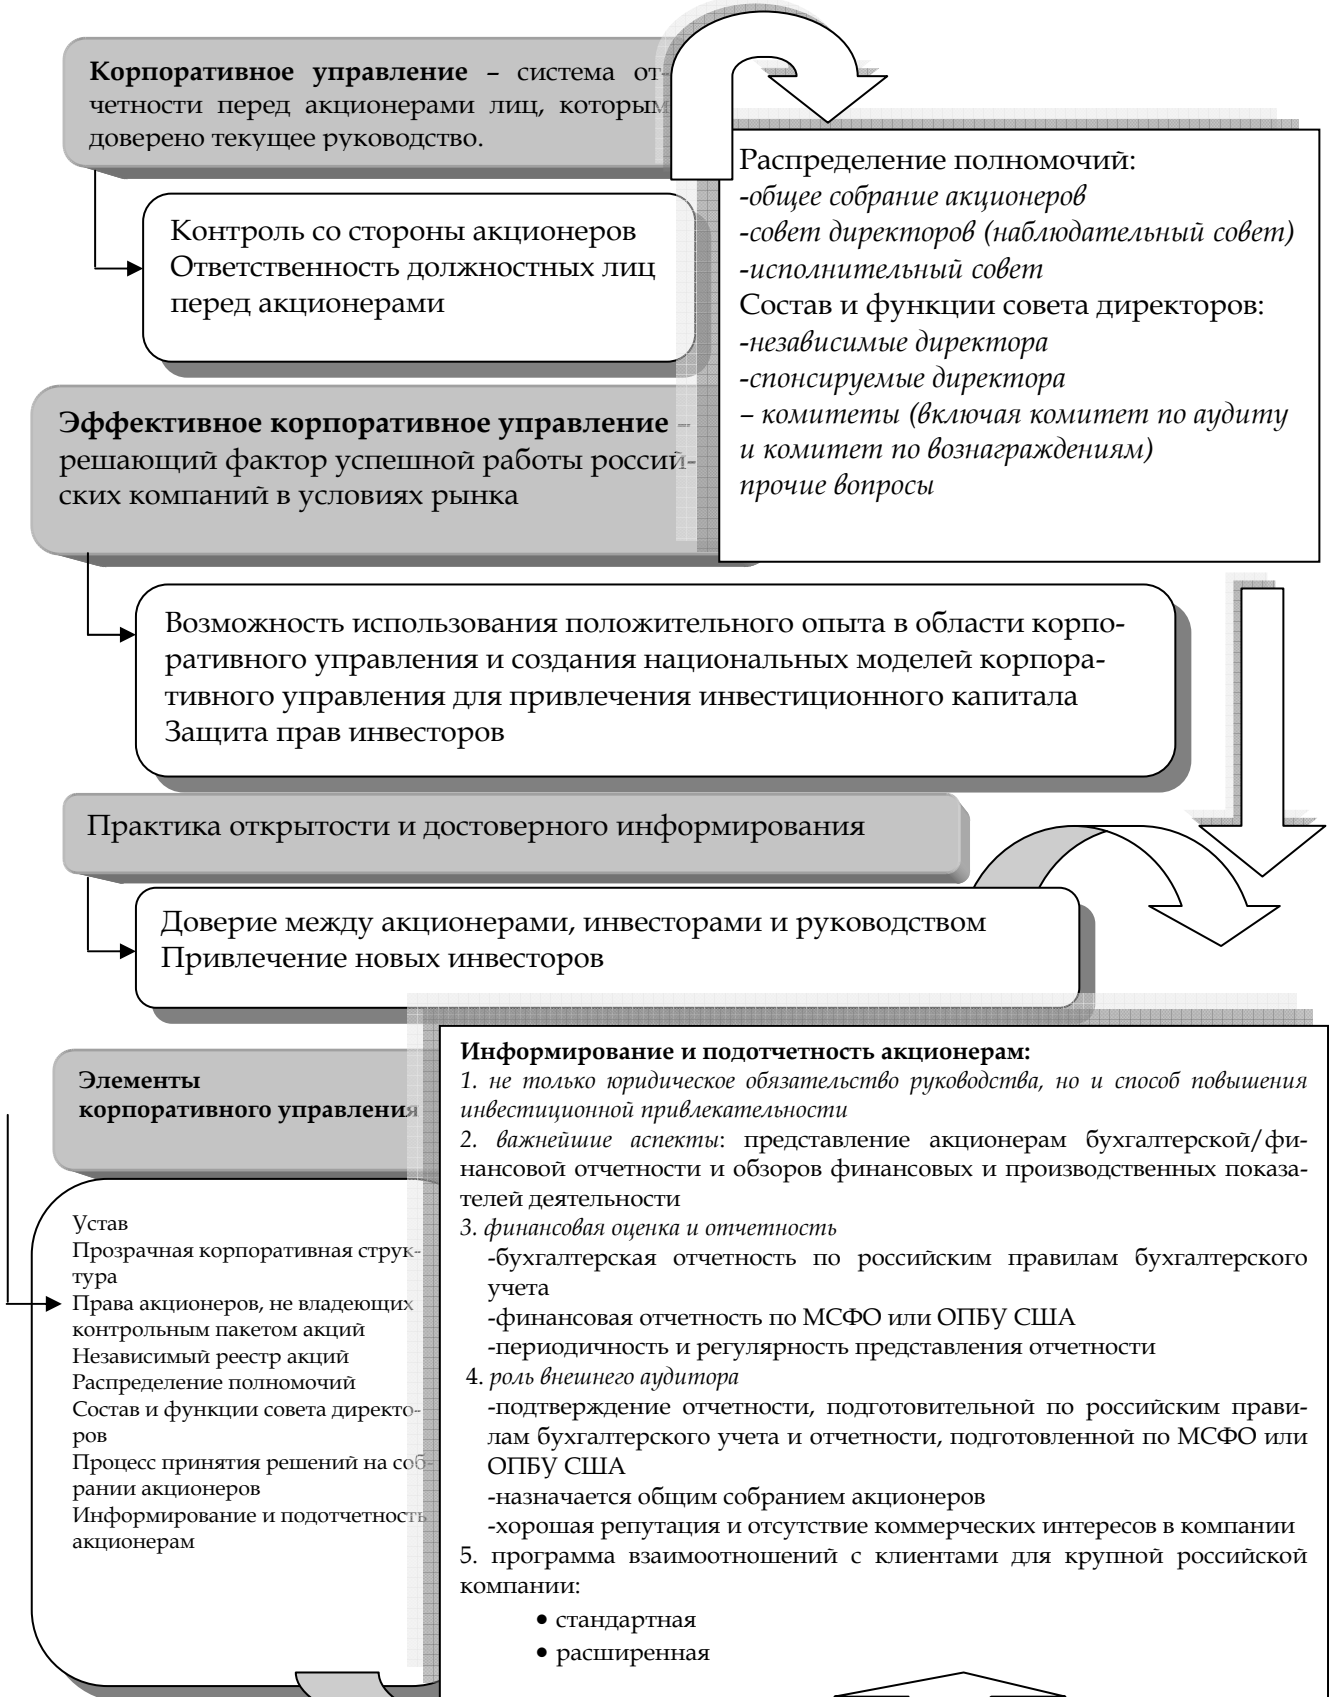 Корпоративное управление – система от-
четности перед акционерами лиц, которым
доверено текущее руководство.
Контроль со стороны акционеров
Ответственность должностных лиц
перед акционерами
Распределение полномочий:
-общее собрание акционеров
-совет директоров (наблюдательный совет)
-исполнительный совет
Состав и функции совета директоров:
-независимые директора
-спонсируемые директора
– комитеты (включая комитет по аудиту
и комитет по вознаграждениям)
прочие вопросы
Эффективное корпоративное управление –
решающий фактор успешной работы россий-
ских компаний в условиях рынка
Возможность использования положительного опыта в области корпо-
ративного управления и создания национальных моделей корпора-
тивного управления для привлечения инвестиционного капитала
Защита прав инвесторов
Практика открытости и достоверного информирования
Доверие между акционерами, инвесторами и руководством
Привлечение новых инвесторов
Элементы
корпоративного управления
Устав
Прозрачная корпоративная струк-
тура
Права акционеров, не владеющих
контрольным пакетом акций
Независимый реестр акций
Распределение полномочий
Состав и функции совета директо-
ров
Процесс принятия решений на соб-
рании акционеров
Информирование и подотчетность
акционерам
Информирование и подотчетность акционерам:
1. не только юридическое обязательство руководства, но и способ повышения
инвестиционной привлекательности
2. важнейшие аспекты: представление акционерам бухгалтерской/фи-
нансовой отчетности и обзоров финансовых и производственных показа-
телей деятельности
3. финансовая оценка и отчетность
-бухгалтерская отчетность по российским правилам бухгалтерского
учета
-финансовая отчетность по МСФО или ОПБУ США
-периодичность и регулярность представления отчетности
4. роль внешнего аудитора
-подтверждение отчетности, подготовительной по российским прави-
лам бухгалтерского учета и отчетности, подготовленной по МСФО или
ОПБУ США
-назначается общим собранием акционеров
-хорошая репутация и отсутствие коммерческих интересов в компании
5. программа взаимоотношений с клиентами для крупной российской
компании:
• стандартная
• расширенная